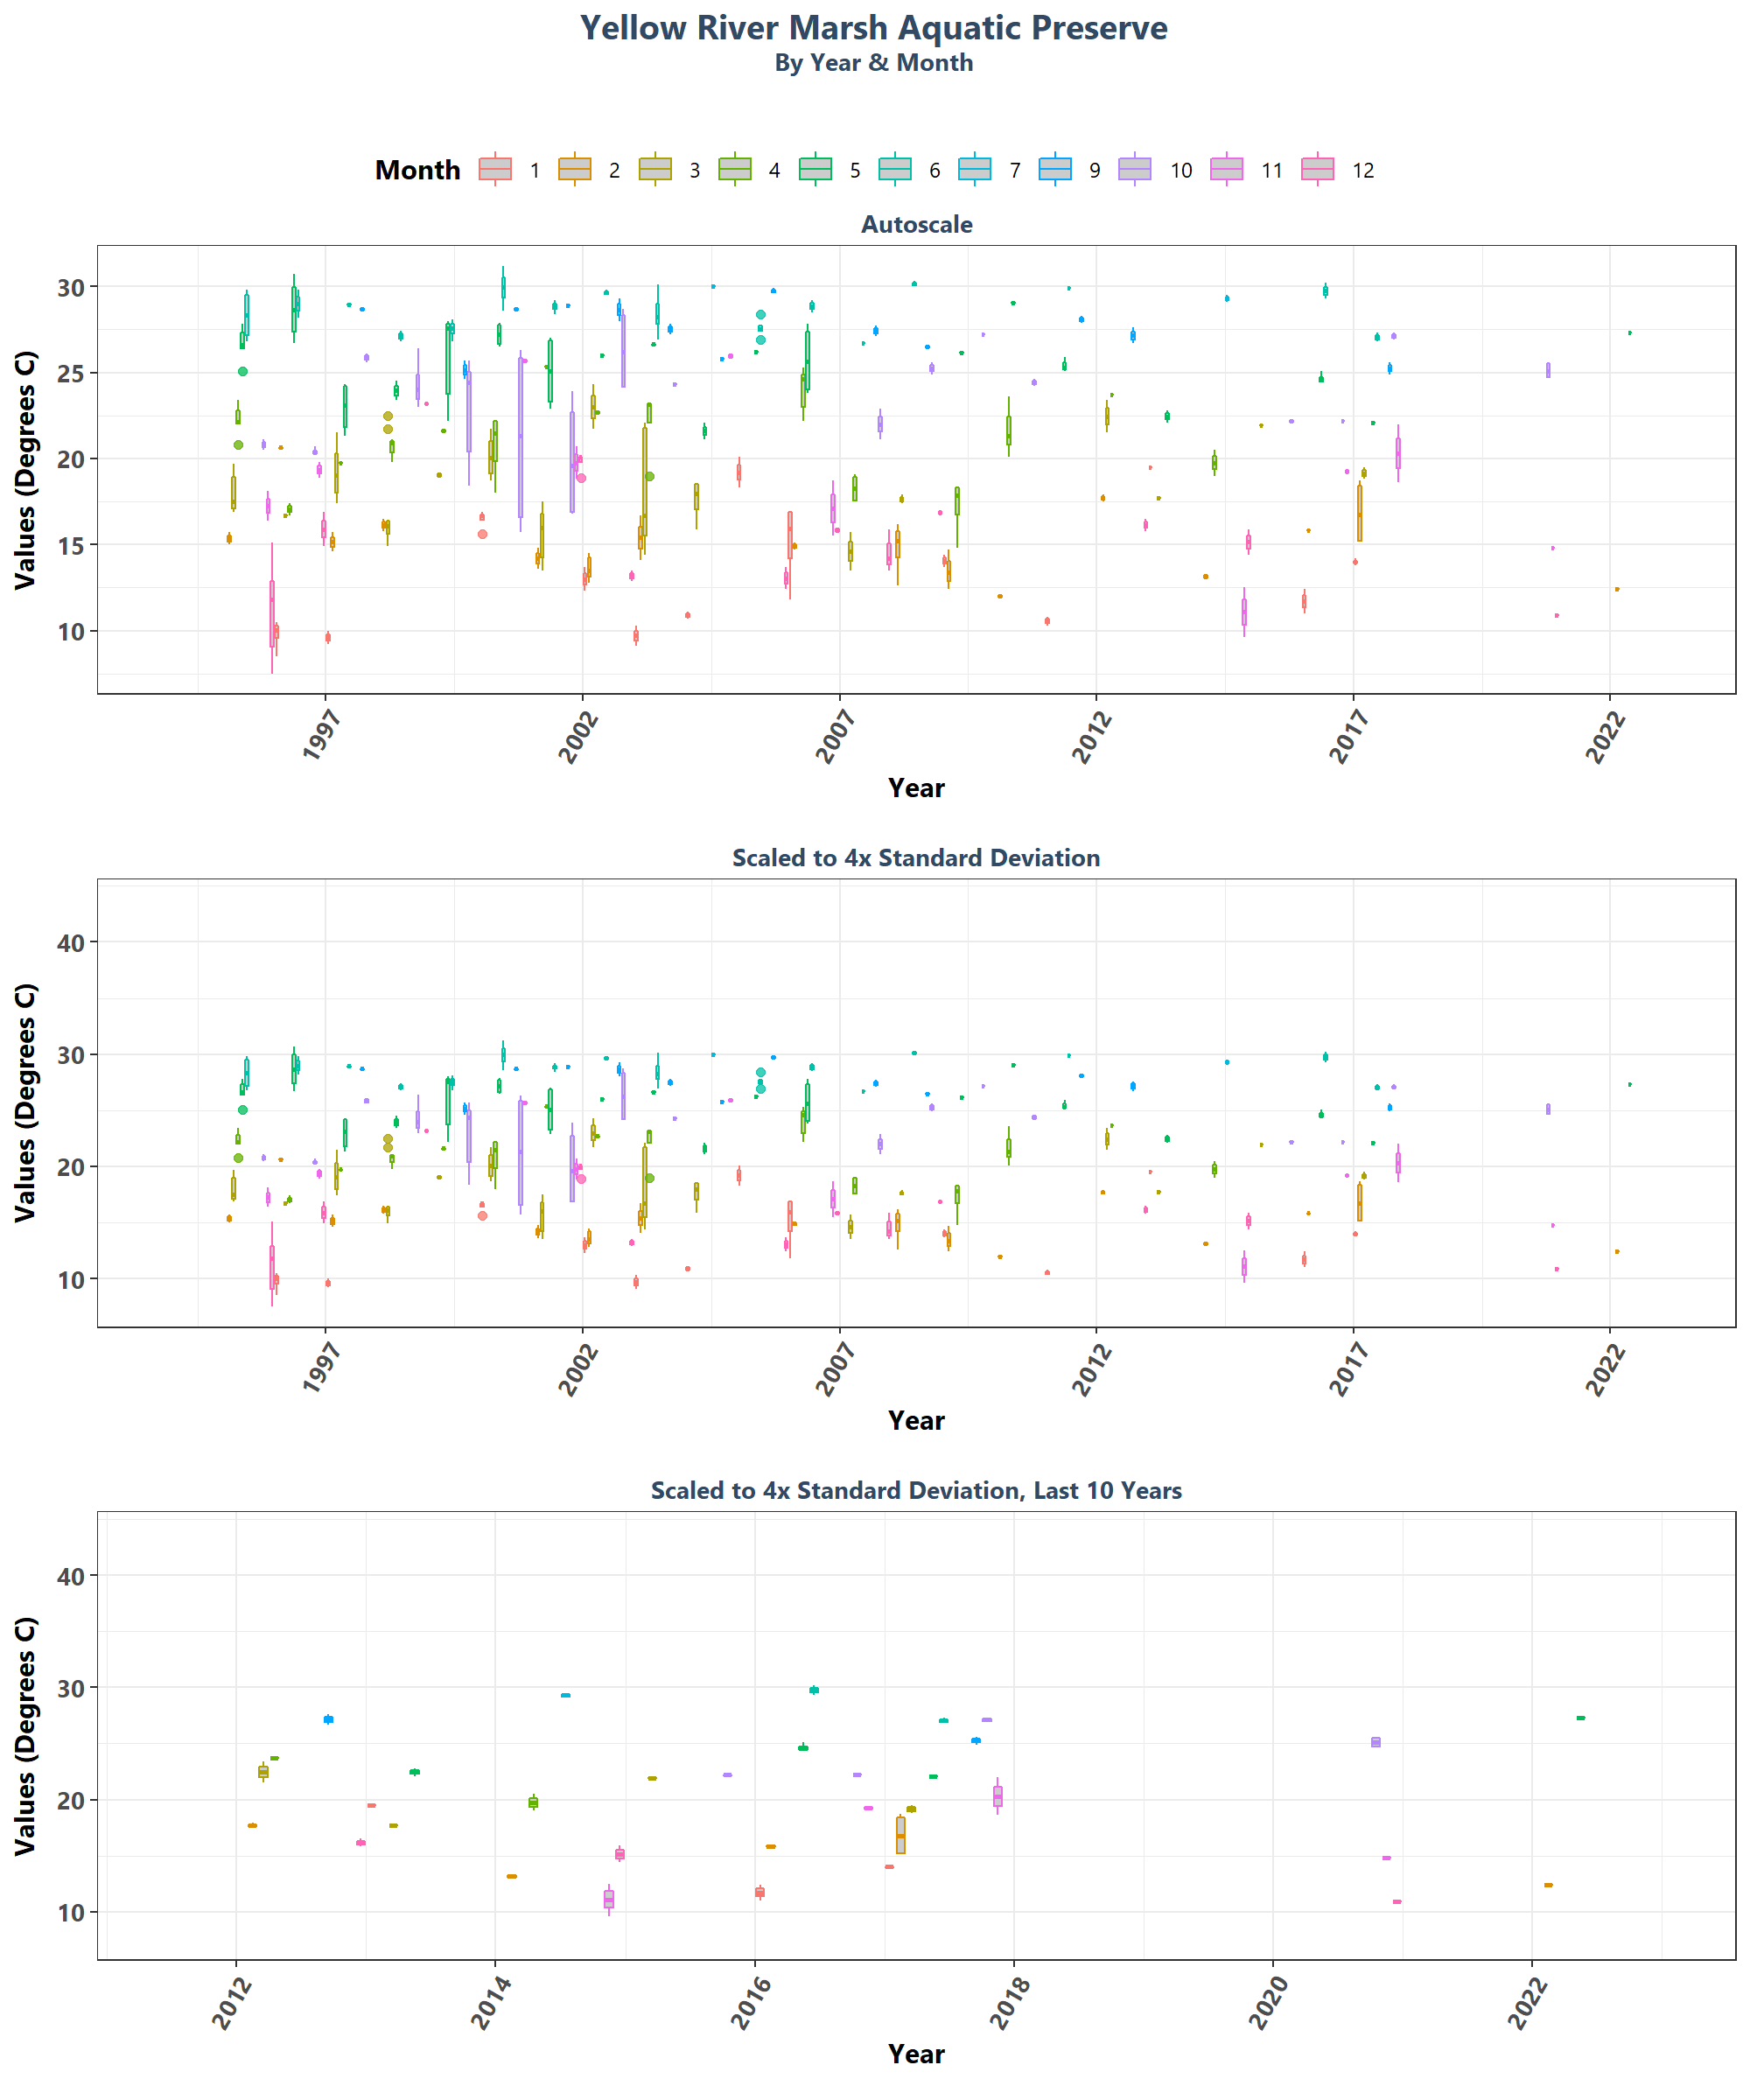 Yellow River Marsh Aquatic Preserve
By Year & Month
Month 1 2 3 4 5 6 7 9 10 11 12
Autoscale
Values (Degrees C)
30
25
20
15
10
1997 2002 2007 2012 2017 2022
Year
Scaled to 4x Standard Deviation
Values (Degrees C)
40
30
20
10
1997 2002 2007 2012 2017 2022
Year
Scaled to 4x Standard Deviation, Last 10 Years
Values (Degrees C)
40
30
20
10
2012 2014 2016 2018 2020 2022
Year